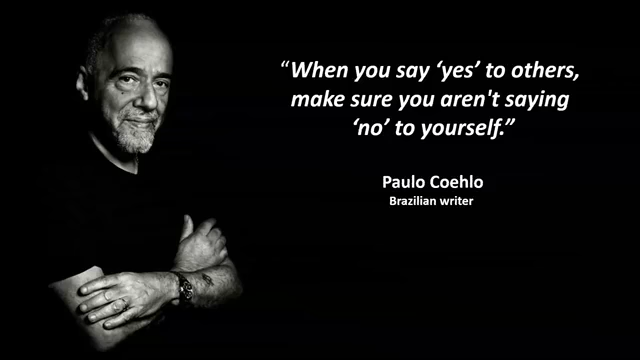 “When you say ‘yes’ to others,
make sure you aren't saying
‘no’ to yourself.”
Paulo Coehlo
Brazilian writer